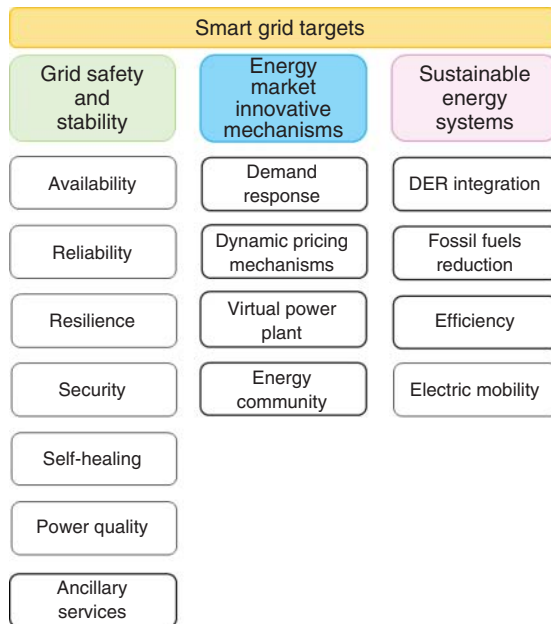 Smart grid targets
Grid safety
and
stability
Energy
market
innovative
mechanisms
Sustainable
energy
systems
Availability
Reliability
Resilience
Security
Self-healing
Power quality
Ancillary
services
Demand
response
Dynamic pricing
mechanisms
Virtual power
plant
Energy
community
DER integration
Fossil fuels
reduction
Efficiency
Electric mobility